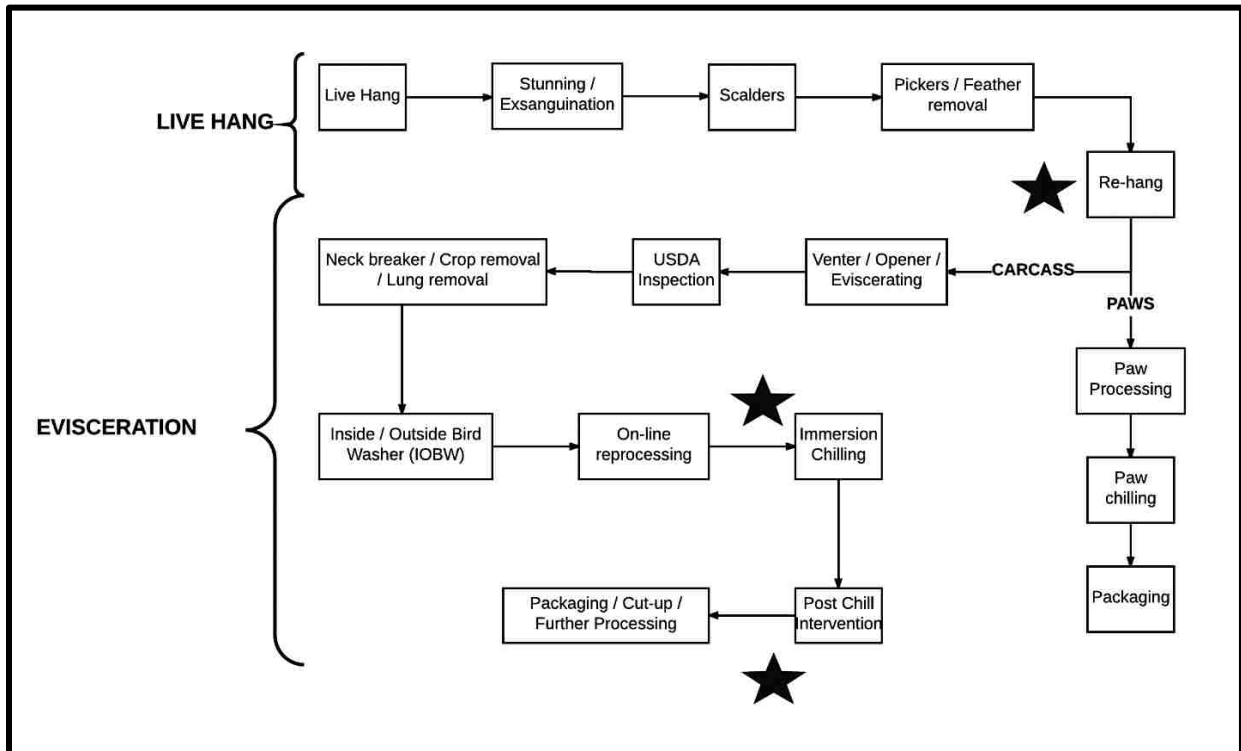 LIVE HANG
Live Hang
Stunning /
Exsanguination
Scalders
Pickers / Feather
removal
Re-hang
EVISCERATION
Neck breaker / Crop removal
/ Lung removal
USDA
Inspection
Venter / Opener /
Eviscerating
CARCASS
PAWS
Paw
Processing
Inside / Outside Bird
Washer (IOBW)
On-line
reprocessing
Immersion
Chilling
Paw
chilling
Packaging / Cut-up /
Further Processing
Post Chill
Intervention
Packaging